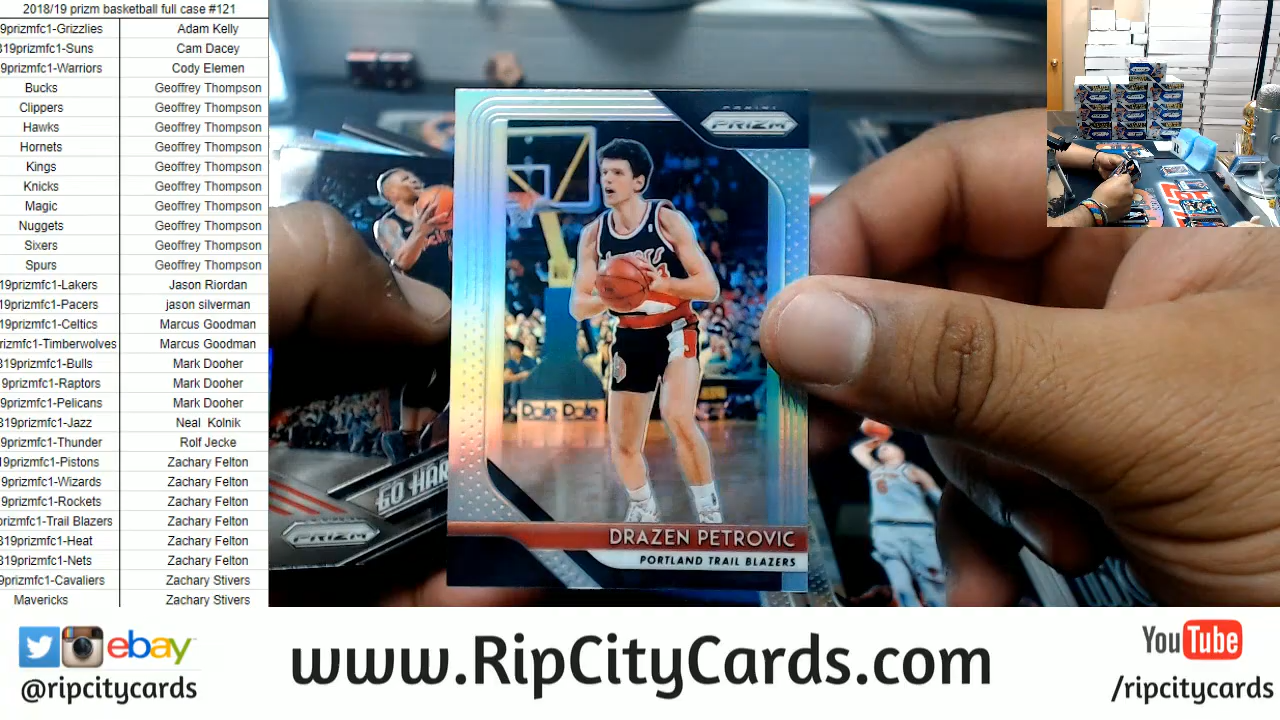 2018/19 prizm basketball full case #121
9prizmfc1-Grizzlies Adam Kelly
819prizmfc1-Suns Cam Dacey
9prizmfc1-Warriors Cody Elemen
Bucks Geoffrey Thompson
Clippers Geoffrey Thompson
Hawks Geoffrey Thompson
Hornets Geoffrey Thompson
Kings Geoffrey Thompson
Knicks Geoffrey Thompson
Magic Geoffrey Thompson
Nuggets Geoffrey Thompson
Sixers Geoffrey Thompson
Spurs Geoffrey Thompson
19prizmfc1-Lakers Jason Riordan
19prizmfc1-Pacers jason silverman
19prizmfc1-Celtics Marcus Goodman
rizmfc1-Timberwolves Marcus Goodman
819prizmfc1-Bulls Mark Dooher
9prizmfc1-Raptors Mark Dooher
9prizmfc1-Pelicans Mark Dooher
819prizmfc1-Jazz Neal Kolnik
9prizmfc1-Thunder Rolf Jecke
19prizmfc1-Pistons Zachary Felton
9prizmfc1-Wizards Zachary Felton
9prizmfc1-Rockets Zachary Felton
prizmfc1-Trail Blazers Zachary Felton
819prizmfc1-Heat Zachary Felton
819prizmfc1-Nets Zachary Felton
9prizmfc1-Cavaliers Zachary Stivers
Mavericks Zachary Stivers
PANINI
PRIZM
Dole Dole
DRAZEN PETROVIC
PORTLAND TRAIL BLAZERS
GO HAR
PRIZM
ebay
@ripcitycards
www.RipCityCards.com
YouTube
/ripcitycards